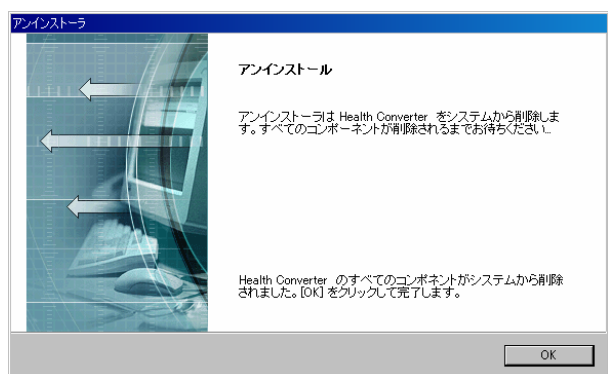 アンインストーラ
アンインストール
アンインストーラは Health Converter をシステムから削除しま
す。すべてのコンポーネントが削除されるまでお待ちください...
Health Converter のすべてのコンポネントがシステムから削除
されました。[OK] をクリックして完了します。
OK